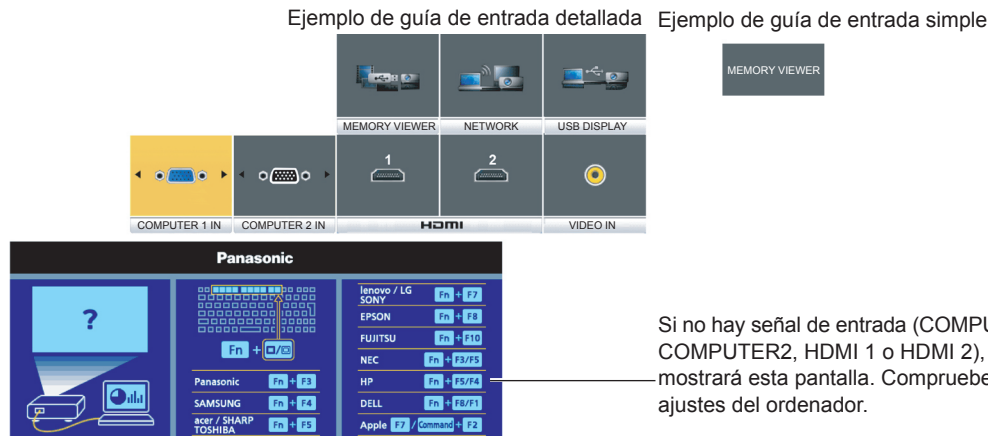 Ejemplo de guía de entrada detallada
Ejemplo de guía de entrada simple
MEMORY VIEWER
MEMORY VIEWER NETWORK USB DISPLAY
1 2
COMPUTER 1 IN COMPUTER 2 IN HDMI VIDEO IN
Panasonic
?
Fn +
Panasonic Fn + F3
SAMSUNG Fn + F4
acer / SHARP
TOSHIBA Fn + F5
lenovo / LG
SONY Fn + F7
EPSON Fn + F8
FUJITSU Fn + F10
NEC Fn + F3/F5
HP Fn + F5/F4
DELL Fn + F8/F1
Apple F7 / Command + F2
Si no hay señal de entrada
COMPUTER2, HDMI 1 o HDMI 2),
mostrará esta pantalla. Compruebe
ajustes del ordenador.